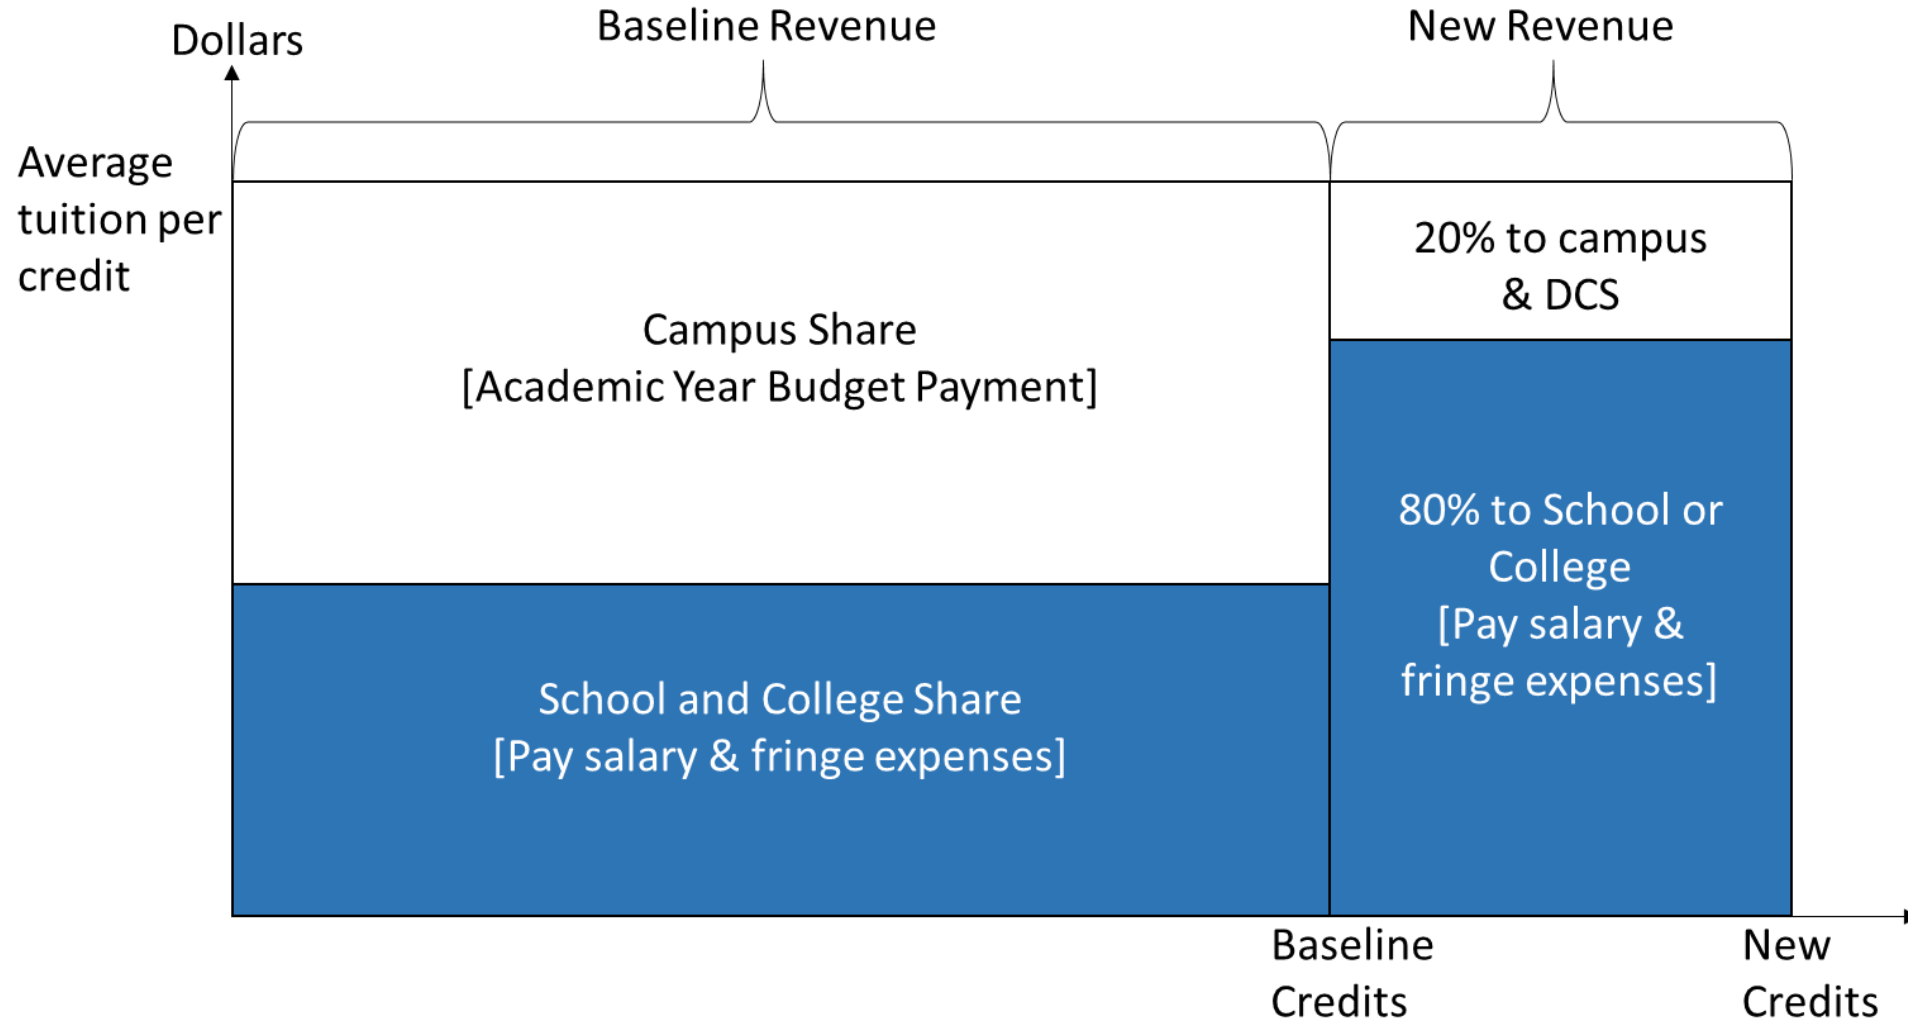 Dollars
Baseline Revenue
New Revenue
Average
tuition per
credit
Campus Share
[Academic Year Budget Payment]
20% to campus
& DCS
School and College Share
[Pay salary & fringe expenses]
80% to School or
College
[Pay salary &
fringe expenses]
Baseline
Credits
New
Credits